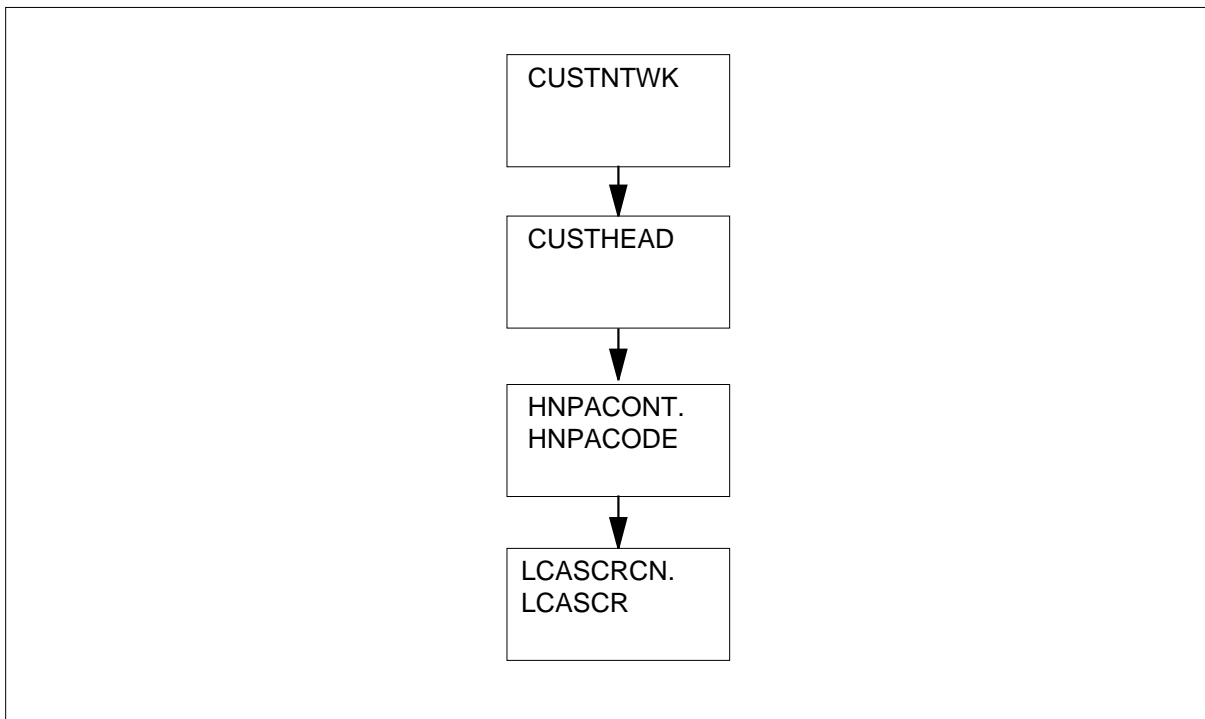 CUSTNTWK
CUSTHEAD
HNPACONT.
HNPACODE
LCASCRCN.
LCASCR